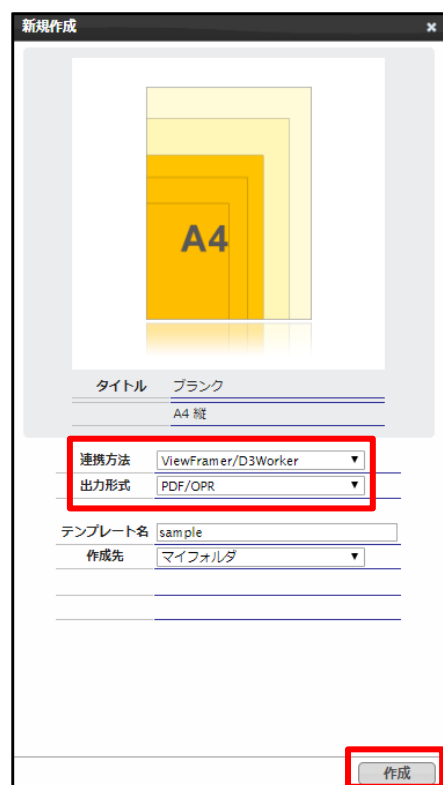 新規作成 ×
A4
タイトル ブランク
A4 縦
連携方法 ViewFramer/D3Worker ▼
出力形式 PDF/OPR ▼
テンプレート名 sample
作成先 マイフォルダ ▼
作成